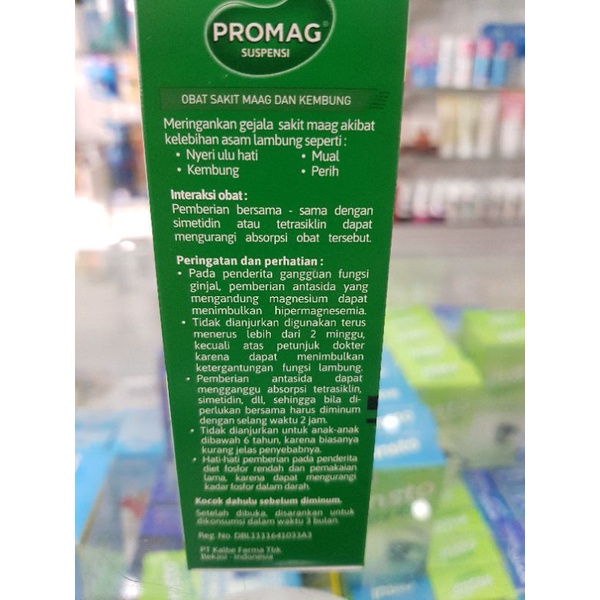 PROMAG®
SUSPENSI
OBAT SAKIT MAAG DAN KEMBUNG
Meringankan gejala sakit maag akibat
kelebihan asam lambung seperti :
• Nyeri ulu hati • Mual
• Kembung • Perih
Interaksi obat :
Pemberian bersama - sama dengan
simetidin atau tetrasiklin dapat
mengurangi absorpsi obat tersebut.
Peringatan dan perhatian :
• Pada penderita gangguan fungsi
ginjal, pemberian antasida yang
mengandung magnesium dapat
menimbulkan hipermagnesemia.
• Tidak dianjurkan digunakan terus
menerus lebih dari 2 minggu,
kecuali atas petunjuk dokter
karena dapat menimbulkan
ketergantungan fungsi lambung.
• Pemberian antasida dapat
mengganggu absorpsi tetrasiklin,
simetidin, dll, sehingga bila di-
perlukan bersama harus diminum
dengan selang waktu 2 jam.
• Tidak dianjurkan untuk anak-anak
dibawah 6 tahun, karena biasanya
kurang jelas penyebabnya.
• Hati-hati pemberian pada penderita
diet fosfor rendah dan pemakaian
lama, karena dapat mengurangi
kadar fosfor dalam darah.
Kocok dahulu sebelum diminum.
Setelah dibuka, disarankan untuk
dikonsumsi dalam waktu 3 bulan.
Reg. No. DBL1111641033A3
PT Kalbe Farma Tbk.
Bekasi - Indonesia